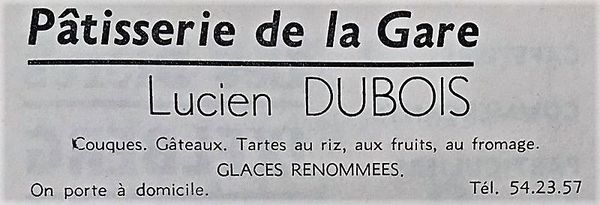 Pâtisserie de la Gare
Lucien DUBOIS
Couques. Gâteaux. Tartes au riz, aux fruits, au fromage.
GLACES RENOMMEES.
On porte à domicile. Tél. 54.23.57